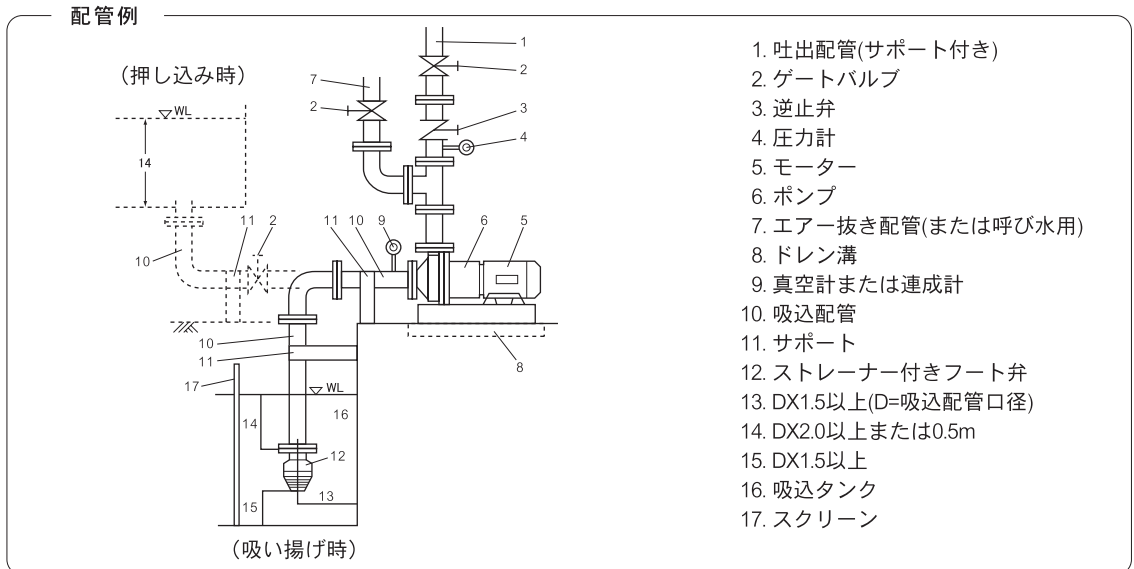 配管例
(押し込み時)
WL
14
10
11
2
7
2
1
2
3
4
11
10
9
6
5
10
11
8
17
WL
14
16
12
13
15
(吸い揚げ時)
1. 吐出配管(サポート付き)
2. ゲートバルブ
3. 逆止弁
4. 圧力計
5. モーター
6. ポンプ
7. エアー抜き配管(または呼び水用)
8. ドレン溝
9. 真空計または連成計
10. 吸込配管
11. サポート
12. ストレーナー付きフート弁
13. DX1.5以上(D=吸込配管口径)
14. DX2.0以上または0.5m
15. DX1.5以上
16. 吸込タンク
17. スクリーン